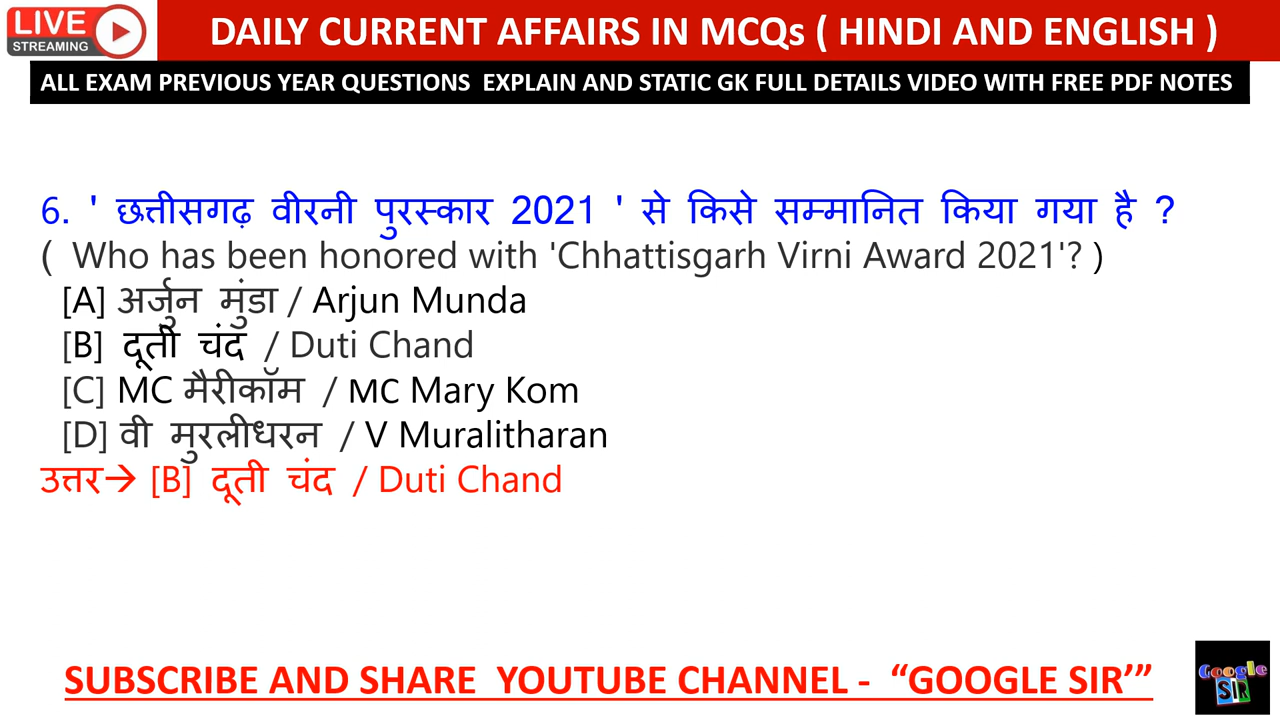 LIVE
STREAMING
DAILY CURRENT AFFAIRS IN MCQs ( HINDI AND ENGLISH )
ALL EXAM PREVIOUS YEAR QUESTIONS EXPLAIN AND STATIC GK FULL DETAILS VIDEO WITH FREE PDF NOTES
6. ' छत्तीसगढ़ वीरनी पुरस्कार 2021 ' से किसे सम्मानित किया गया है ?
( Who has been honored with 'Chhattisgarh Virni Award 2021'? )
[A] अर्जुन मुंडा / Arjun Munda
[B] दूती चंद / Duti Chand
[C] MC मैरीकॉम / MC Mary Kom
[D] वी मुरलीधरन / V Muralitharan
उत्तर→ [B] दूती चंद / Duti Chand
SUBSCRIBE AND SHARE YOUTUBE CHANNEL - “GOOGLE SIR’”
Google
SIR